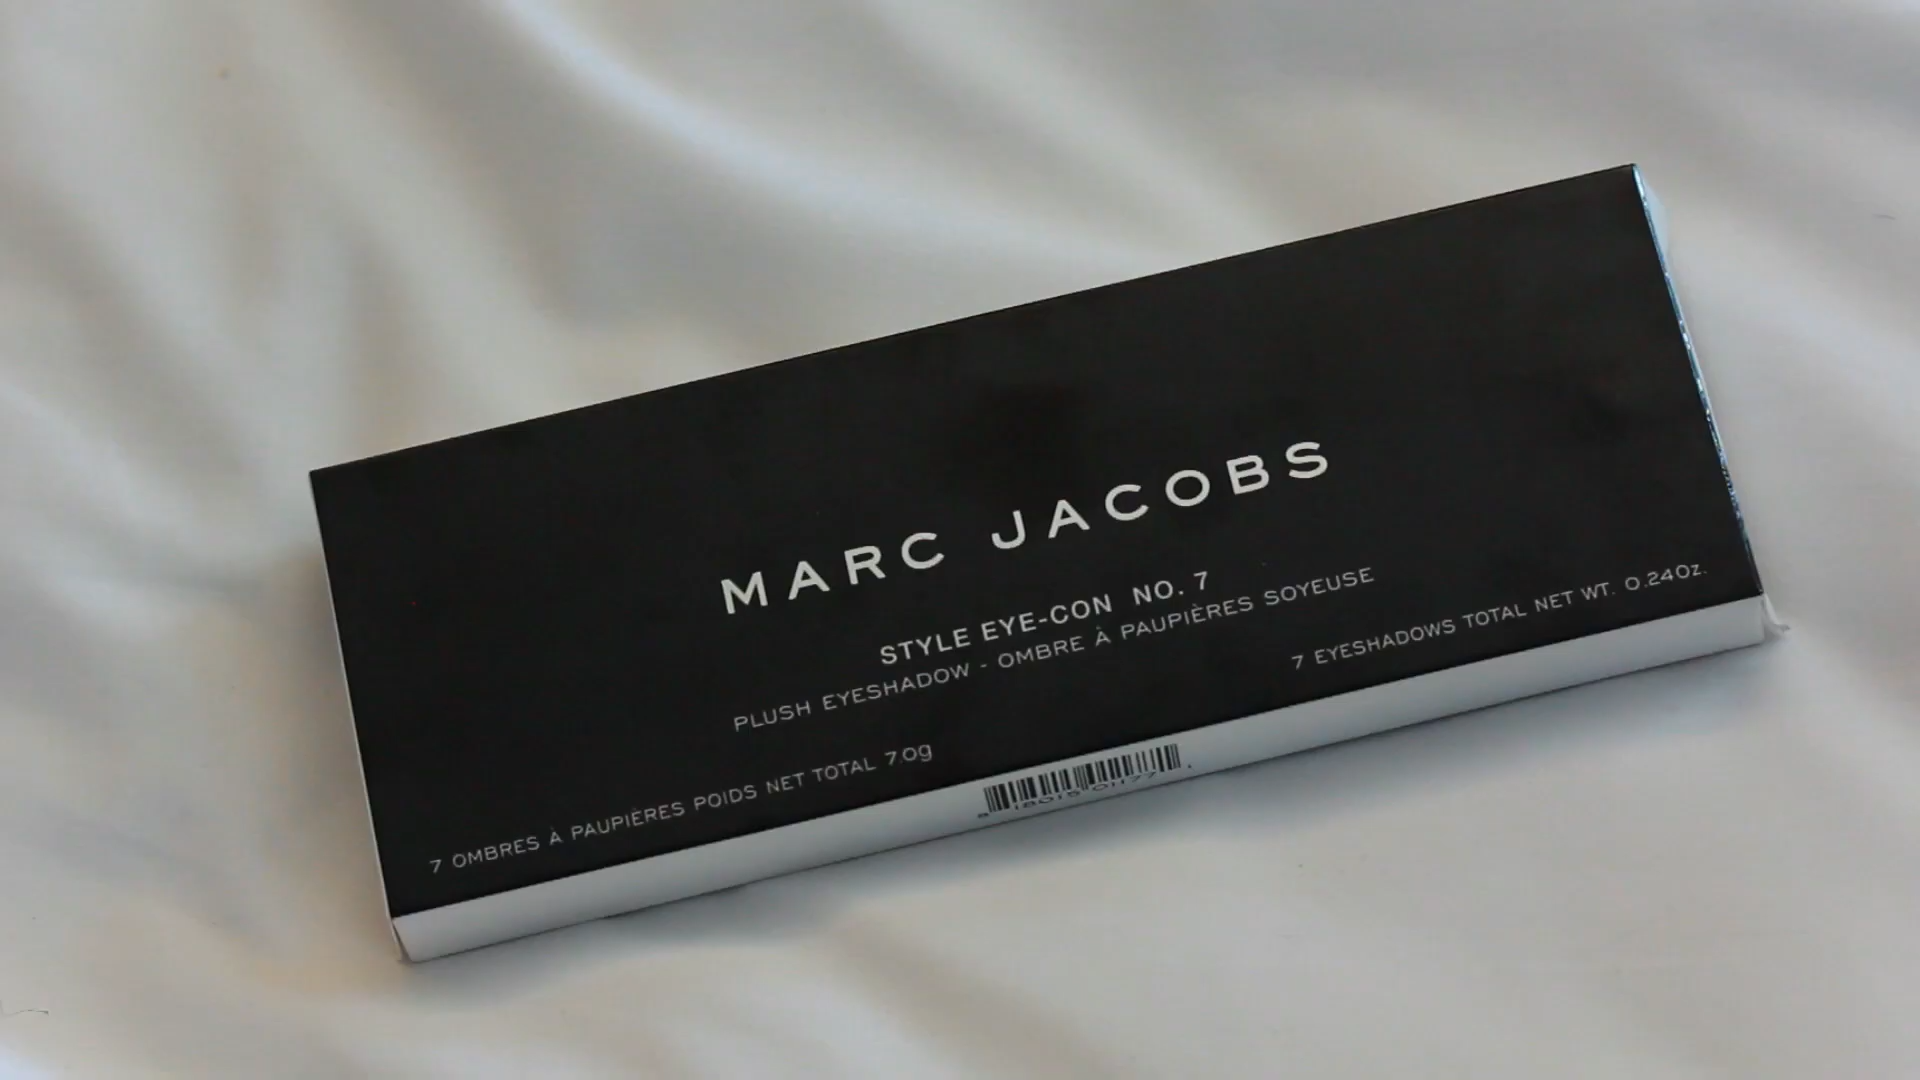 MARC JACOBS
STYLE EYE-CON NO. 7
PLUSH EYESHADOW - OMBRE À PAUPIÈRES SOYEUSE
7 EYESHADOWS TOTAL NET WT. 0.24Oz.
7 OMBRES À PAUPIÈRES POIDS NET TOTAL 7.0g